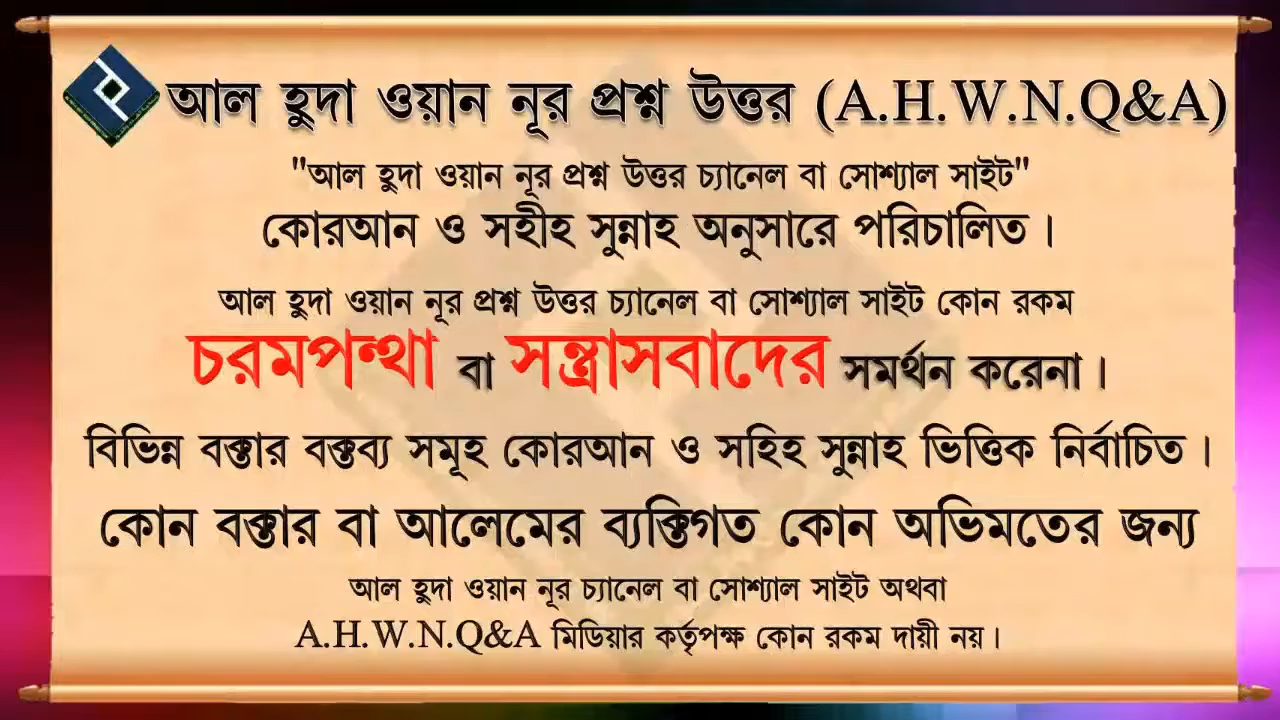 আল হুদা ওয়ান নূর প্রশ্ন উত্তর (A.H.W.N.Q&A)
"আল হুদা ওয়ান নূর প্রশ্ন উত্তর চ্যানেল বা সোশ্যাল সাইট"
কোরআন ও সহীহ সুন্নাহ অনুসারে পরিচালিত ।
আল হুদা ওয়ান নূর প্রশ্ন উত্তর চ্যানেল বা সোশ্যাল সাইট কোন রকম
চরমপন্থা বা সন্ত্রাসবাদের সমর্থন করেনা ।
বিভিন্ন বক্তার বক্তব্য সমূহ কোরআন ও সহিহ সুন্নাহ ভিত্তিক নির্বাচিত ।
কোন বক্তার বা আলেমের ব্যক্তিগত কোন অভিমতের জন্য
আল হুদা ওয়ান নূর চ্যানেল বা সোশ্যাল সাইট অথবা
A.H.W.N.Q&A মিডিয়ার কর্তৃপক্ষ কোন রকম দায়ী নয় ।